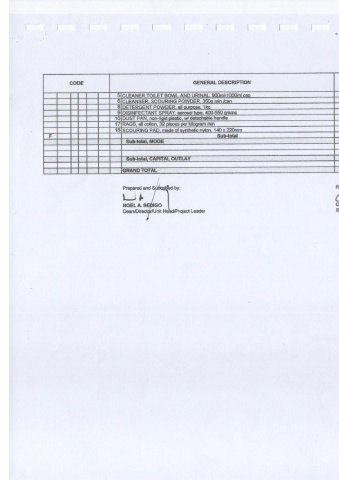 CODE GENERAL DESCRIPTION
5 CLEANER,TOILET BOWL AND URINAL, 900ml-1000ml cap
6 CLEANSER, SCOURING POWDER, 350g min./can
8 DETERGENT POWDER, all purpose, 1kg
9 DISINFECTANT SPRAY, aerosol type, 400-550 grams
10 DUST PAN, non-rigid plastic, w/ detachable handle
17 RAGS, all cotton, 32 pieces per kilogram min
18 SCOURING PAD, made of synthetic nylon, 140 x 220mm
Sub-total
Sub-total, MODE
Sub-total, CAPITAL OUTLAY
GRAND TOTAL
Prepared and Submitted by:
NOEL A. BEDIGO
Dean/Director/Unit Head/Project Leader